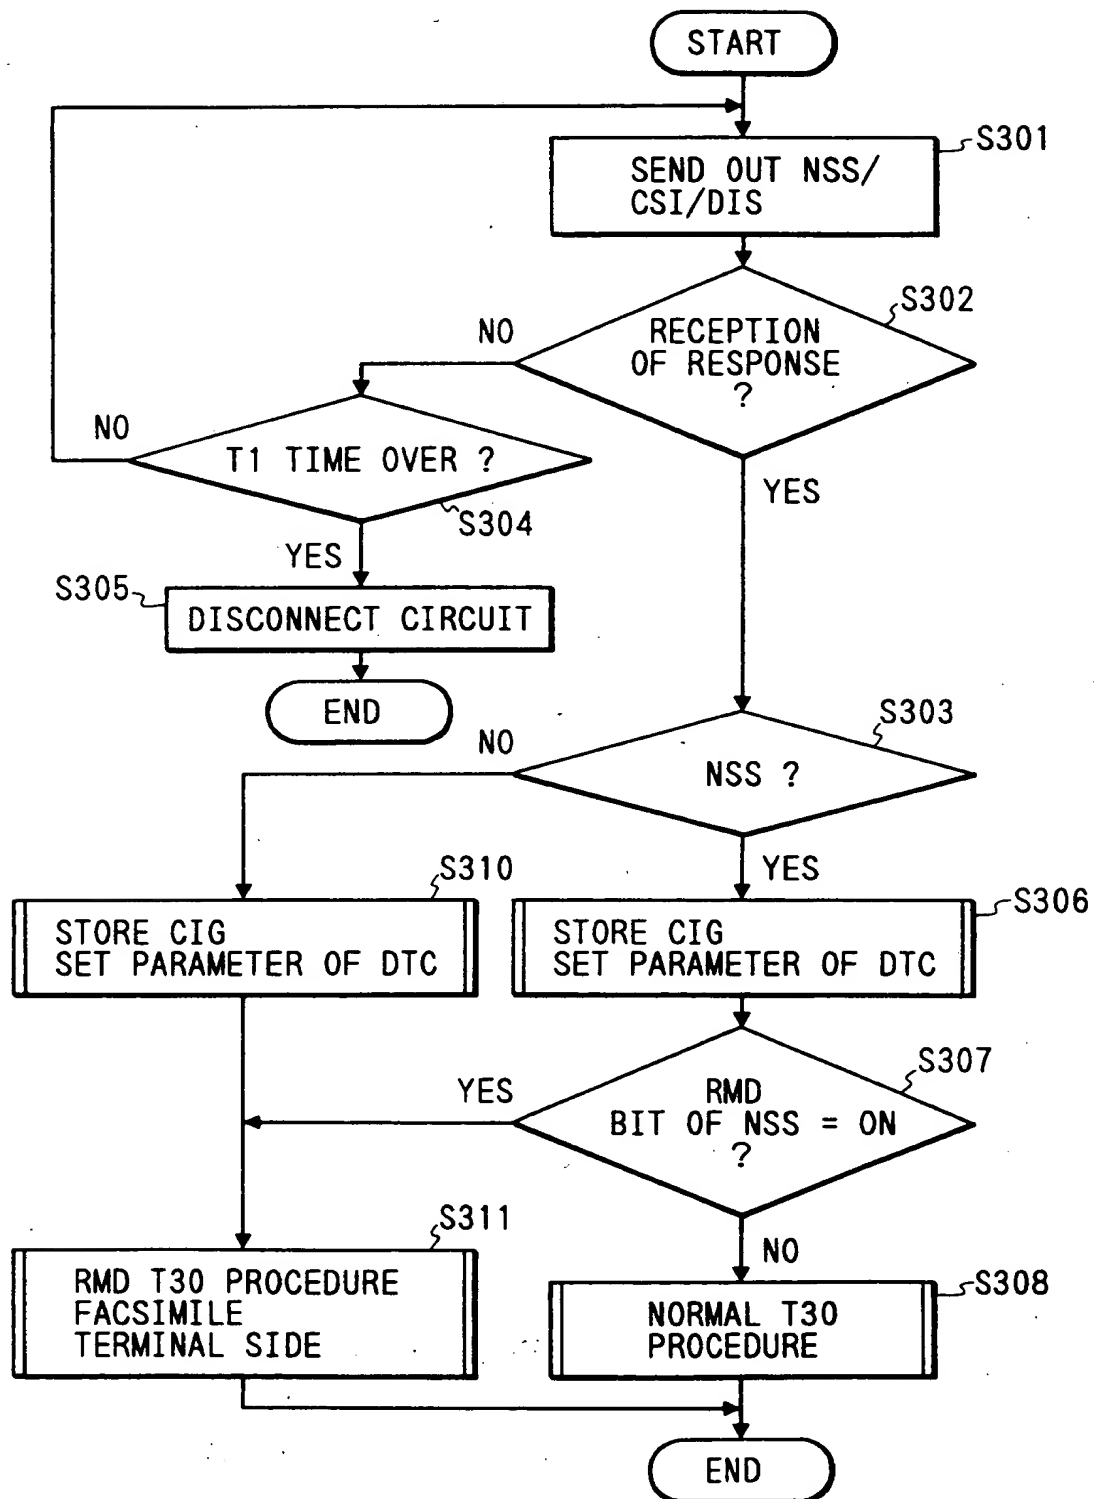 START
S301
SEND OUT NSS/
CSI/DIS
S302
NO
RECEPTION
OF RESPONSE
?
NO
T1 TIME OVER ?
YES
S304
YES
S305
DISCONNECT CIRCUIT
END
S303
NO
NSS ?
S310
YES
S306
STORE CIG
SET PARAMETER OF DTC
STORE CIG
SET PARAMETER OF DTC
S307
YES
RMD
BIT OF NSS = ON
?
S311
NO
RMD T30 PROCEDURE
FACSIMILE
TERMINAL SIDE
S308
NORMAL T30
PROCEDURE
END